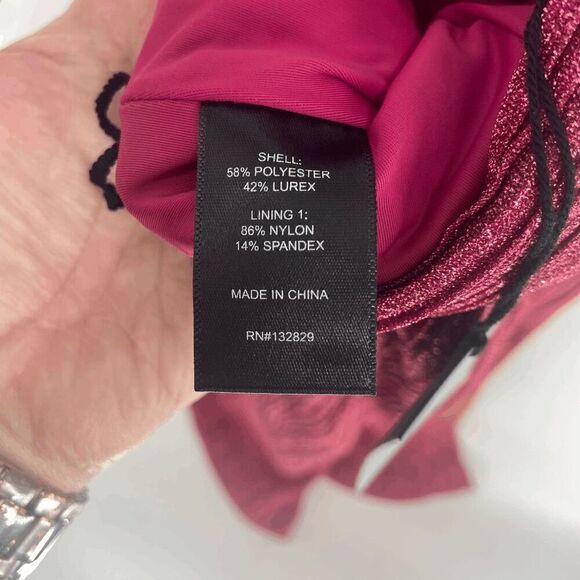 SHELL:
58% POLYESTER
42% LUREX
LINING 1:
86% NYLON
14% SPANDEX
MADE IN CHINA
RN#132829